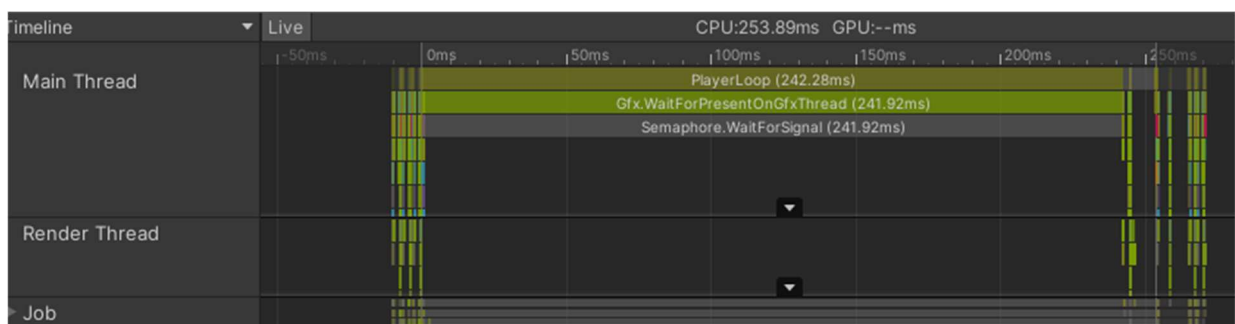 Timeline Live CPU:253.89ms GPU:--ms
-50ms 0ms 50ms 100ms 150ms 200ms 250ms
Main Thread
PlayerLoop (242.28ms)
Gfx.WaitForPresentOnGfxThread (241.92ms)
Semaphore.WaitForSignal (241.92ms)
Render Thread
Job